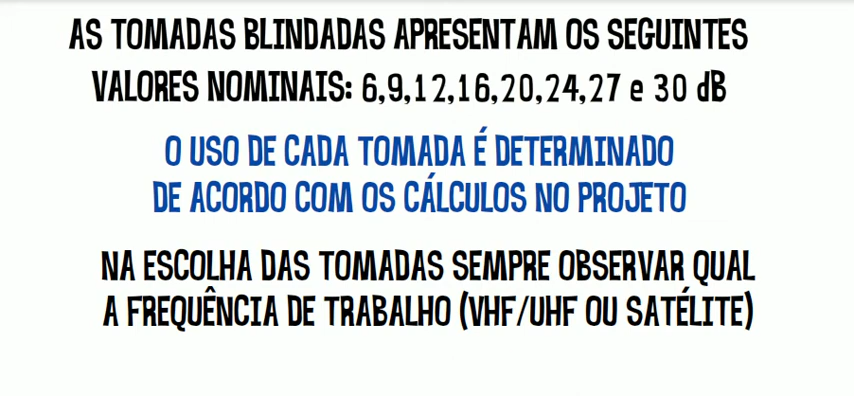 AS TOMADAS BLINDADAS APRESENTAM OS SEGUINTES
VALORES NOMINAIS: 6,9,12,16,20,24,27 e 30 dB
O USO DE CADA TOMADA É DETERMINADO
DE ACORDO COM OS CÁLCULOS NO PROJETO
NA ESCOLHA DAS TOMADAS SEMPRE OBSERVAR QUAL
A FREQUÊNCIA DE TRABALHO (VHF/UHF OU SATÉLITE)